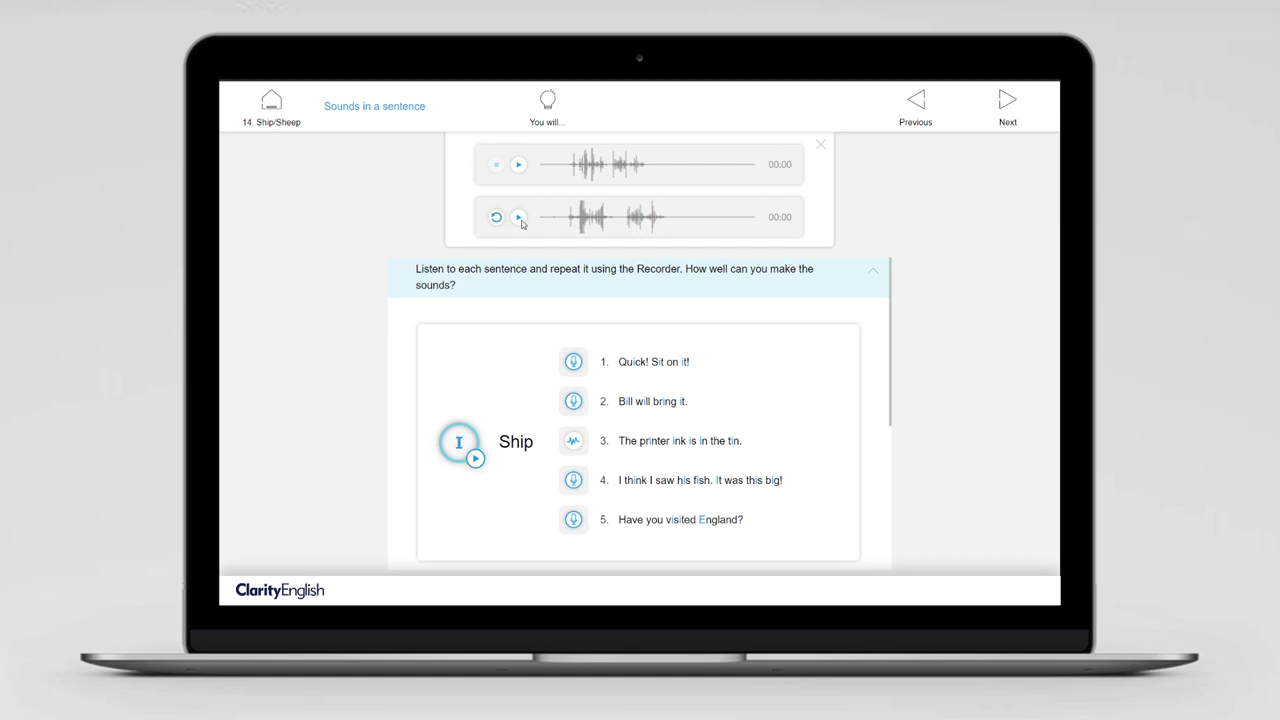 14. Ship/Sheep
Sounds in a sentence
You will...
Previous
Next
00:00
00:00
Listen to each sentence and repeat it using the Recorder. How well can you make the
sounds?
I
Ship
1. Quick! Sit on it!
2. Bill will bring it.
3. The printer ink is in the tin.
4. I think I saw his fish. It was this big!
5. Have you visited England?
ClarityEnglish